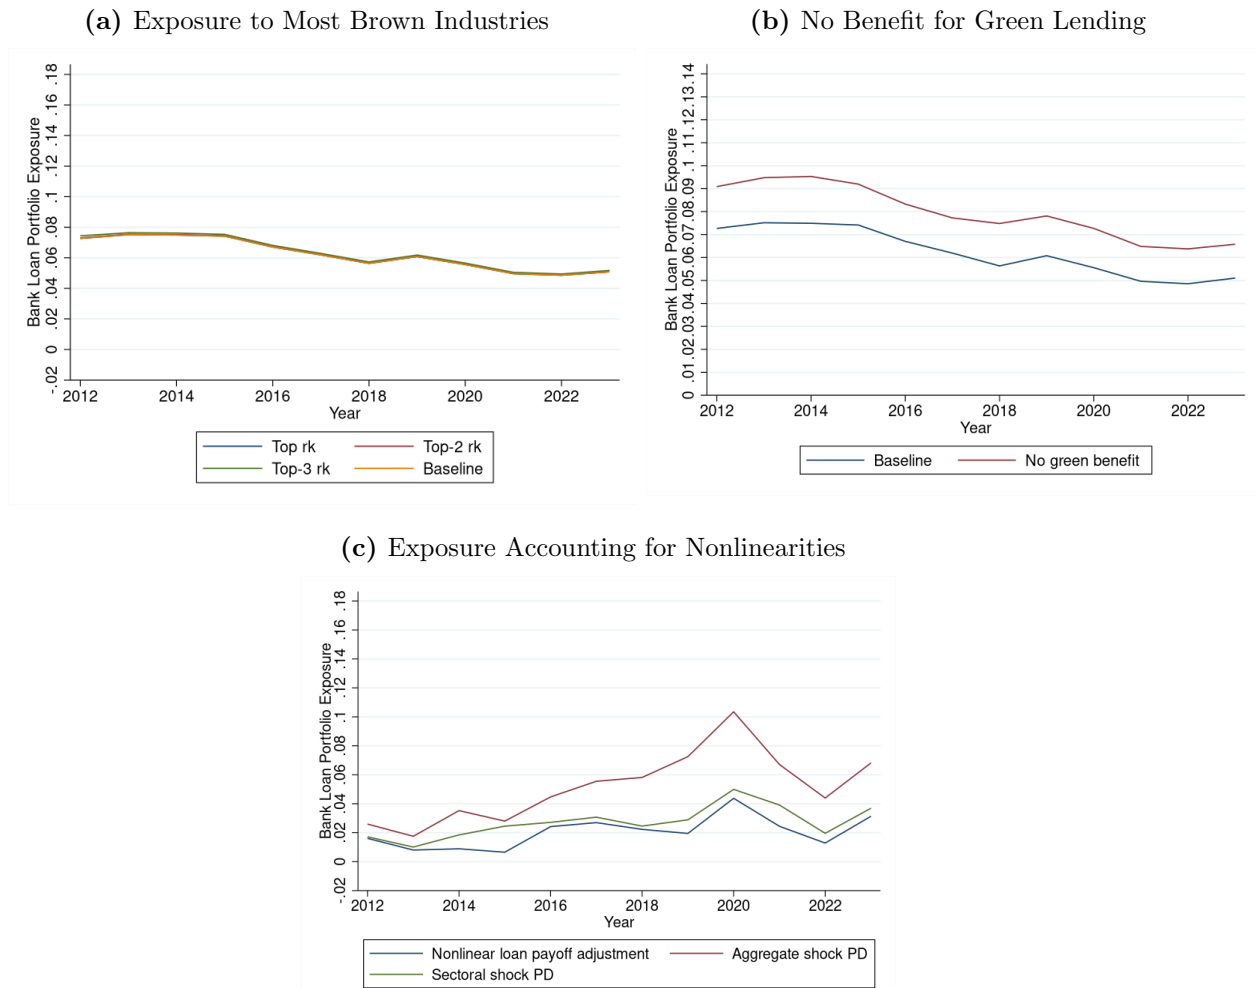 (a) Exposure to Most Brown Industries
Bank Loan Portfolio Exposure
-.02 0 .02 .04 .06 .08 .1 .12 .14 .16 .18
2012 2014 2016 2018 2020 2022
Year
Top rk Top-2 rk
Top-3 rk Baseline
(b) No Benefit for Green Lending
Bank Loan Portfolio Exposure
0 .01 .02 .03 .04 .05 .06 .07 .08 .09 .1 .11 .12 .13 .14
2012 2014 2016 2018 2020 2022
Year
Baseline No green benefit
(c) Exposure Accounting for Nonlinearities
Bank Loan Portfolio Exposure
-.02 0 .02 .04 .06 .08 .1 .12 .14 .16 .18
2012 2014 2016 2018 2020 2022
Year
Nonlinear loan payoff adjustment Aggregate shock PD
Sectoral shock PD